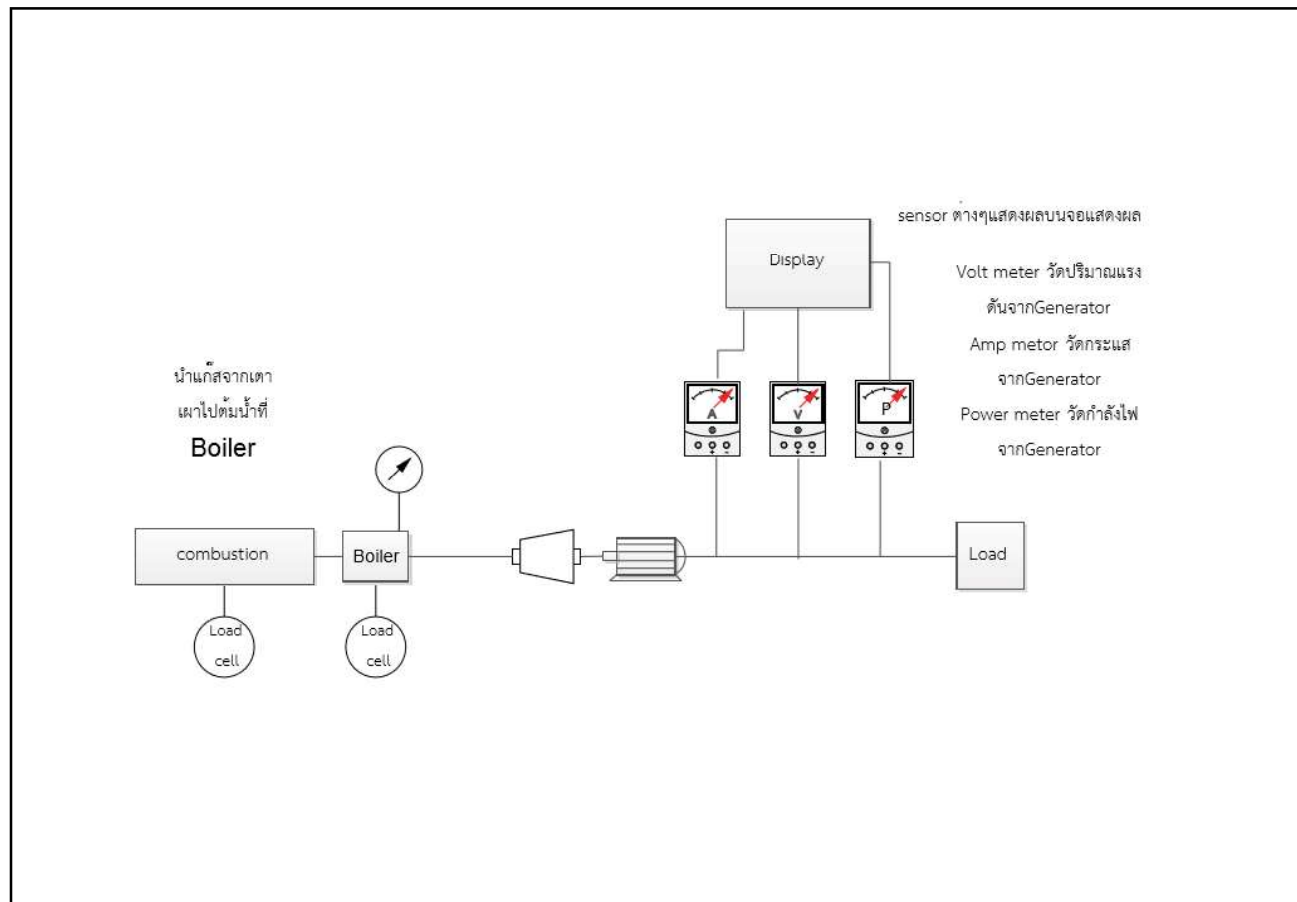 sensor ต่างๆแสดงผลบนจอแสดงผล
Display
Volt meter วัดปริมาณแรง
ดันจากGenerator
Amp metor วัดกระแส
จากGenerator
Power meter วัดกำลังไฟ
จากGenerator
นำแก๊สจากเตา
เผาไปต้มน้ำที่
Boiler
A
V
P
combustion
Boiler
Load
Load
cell
Load
cell